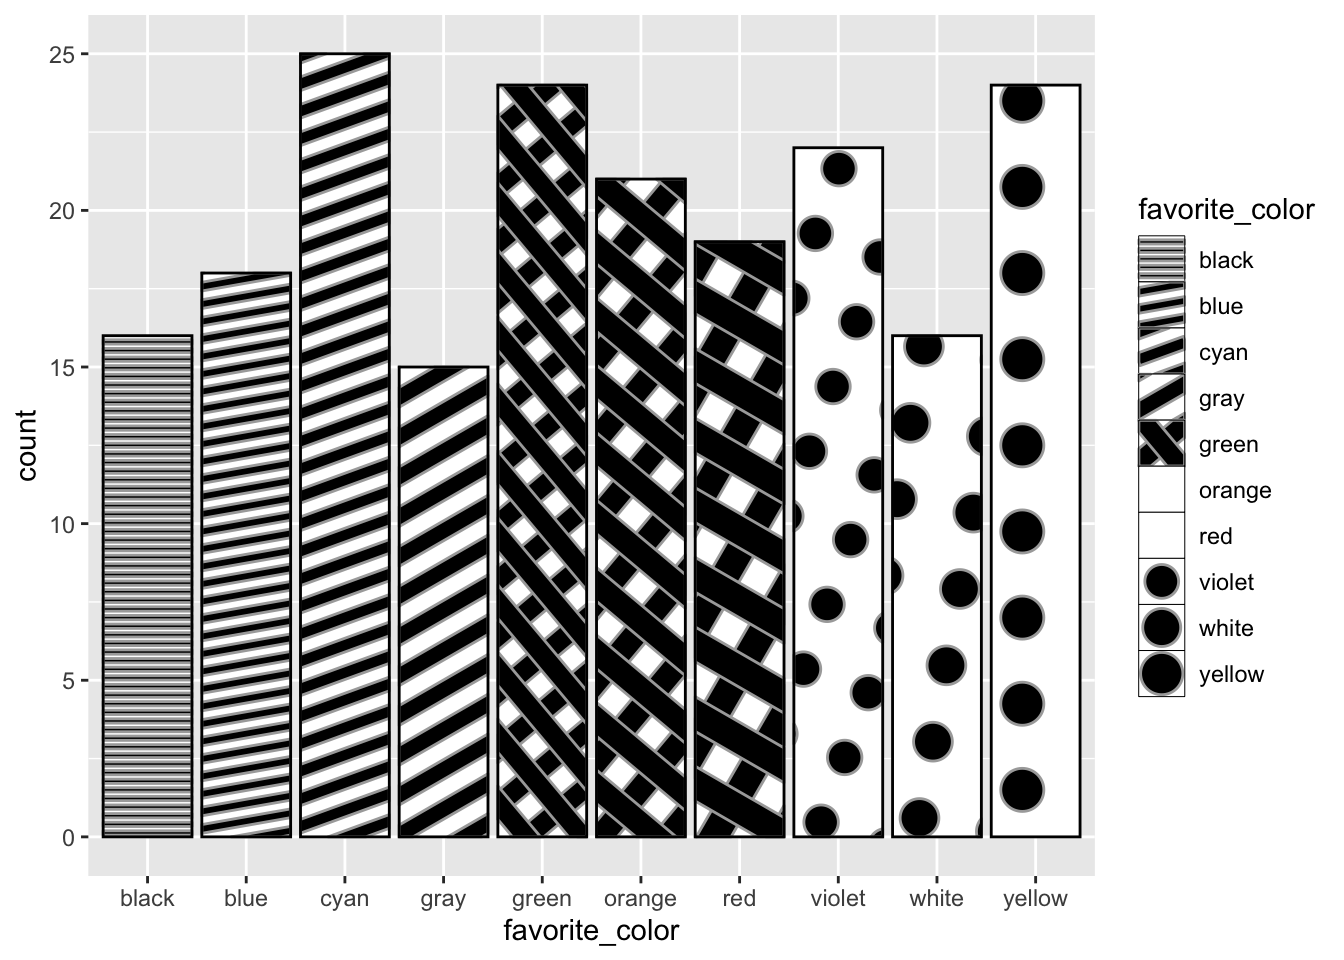 25
20
15
10
5
0
count
black blue cyan gray green orange red violet white yellow
favorite_color
favorite_color
black
blue
cyan
gray
green
orange
red
violet
white
yellow